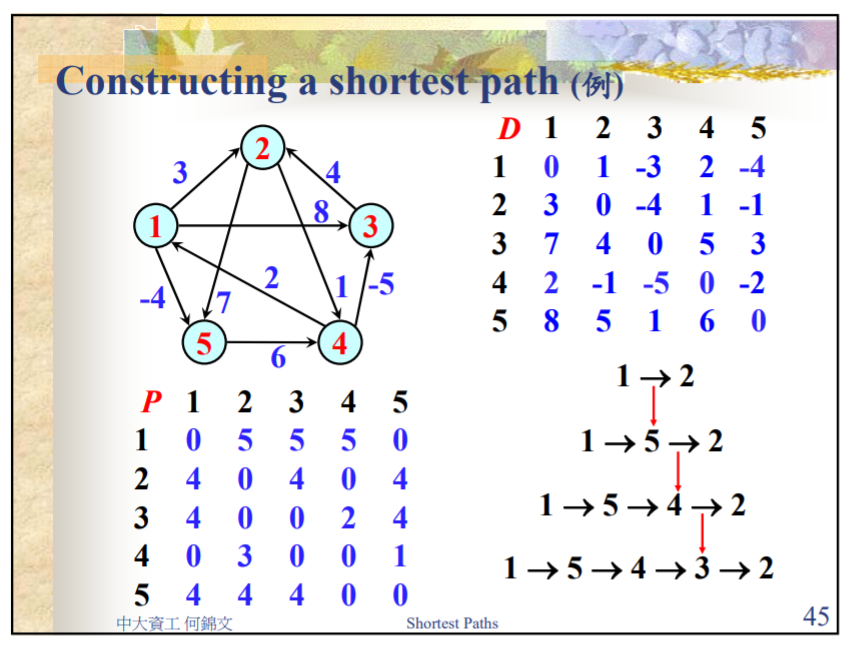 Constructing a shortest path (例)
D 1 2 3 4 5
1 0 1 -3 2 -4
2 3 0 -4 1 -1
3 7 4 0 5 3
4 2 -1 -5 0 -2
5 8 5 1 6 0
2
3
4
8
1
3
2
1
-5
-4
7
5
4
6
1 → 2
1 → 5 → 2
1 → 5 → 4 → 2
1 → 5 → 4 → 3 → 2
P 1 2 3 4 5
1 0 5 5 5 0
2 4 0 4 0 4
3 4 0 0 2 4
4 0 3 0 0 1
5 4 4 4 0 0
中大資工 何錦文
Shortest Paths
45